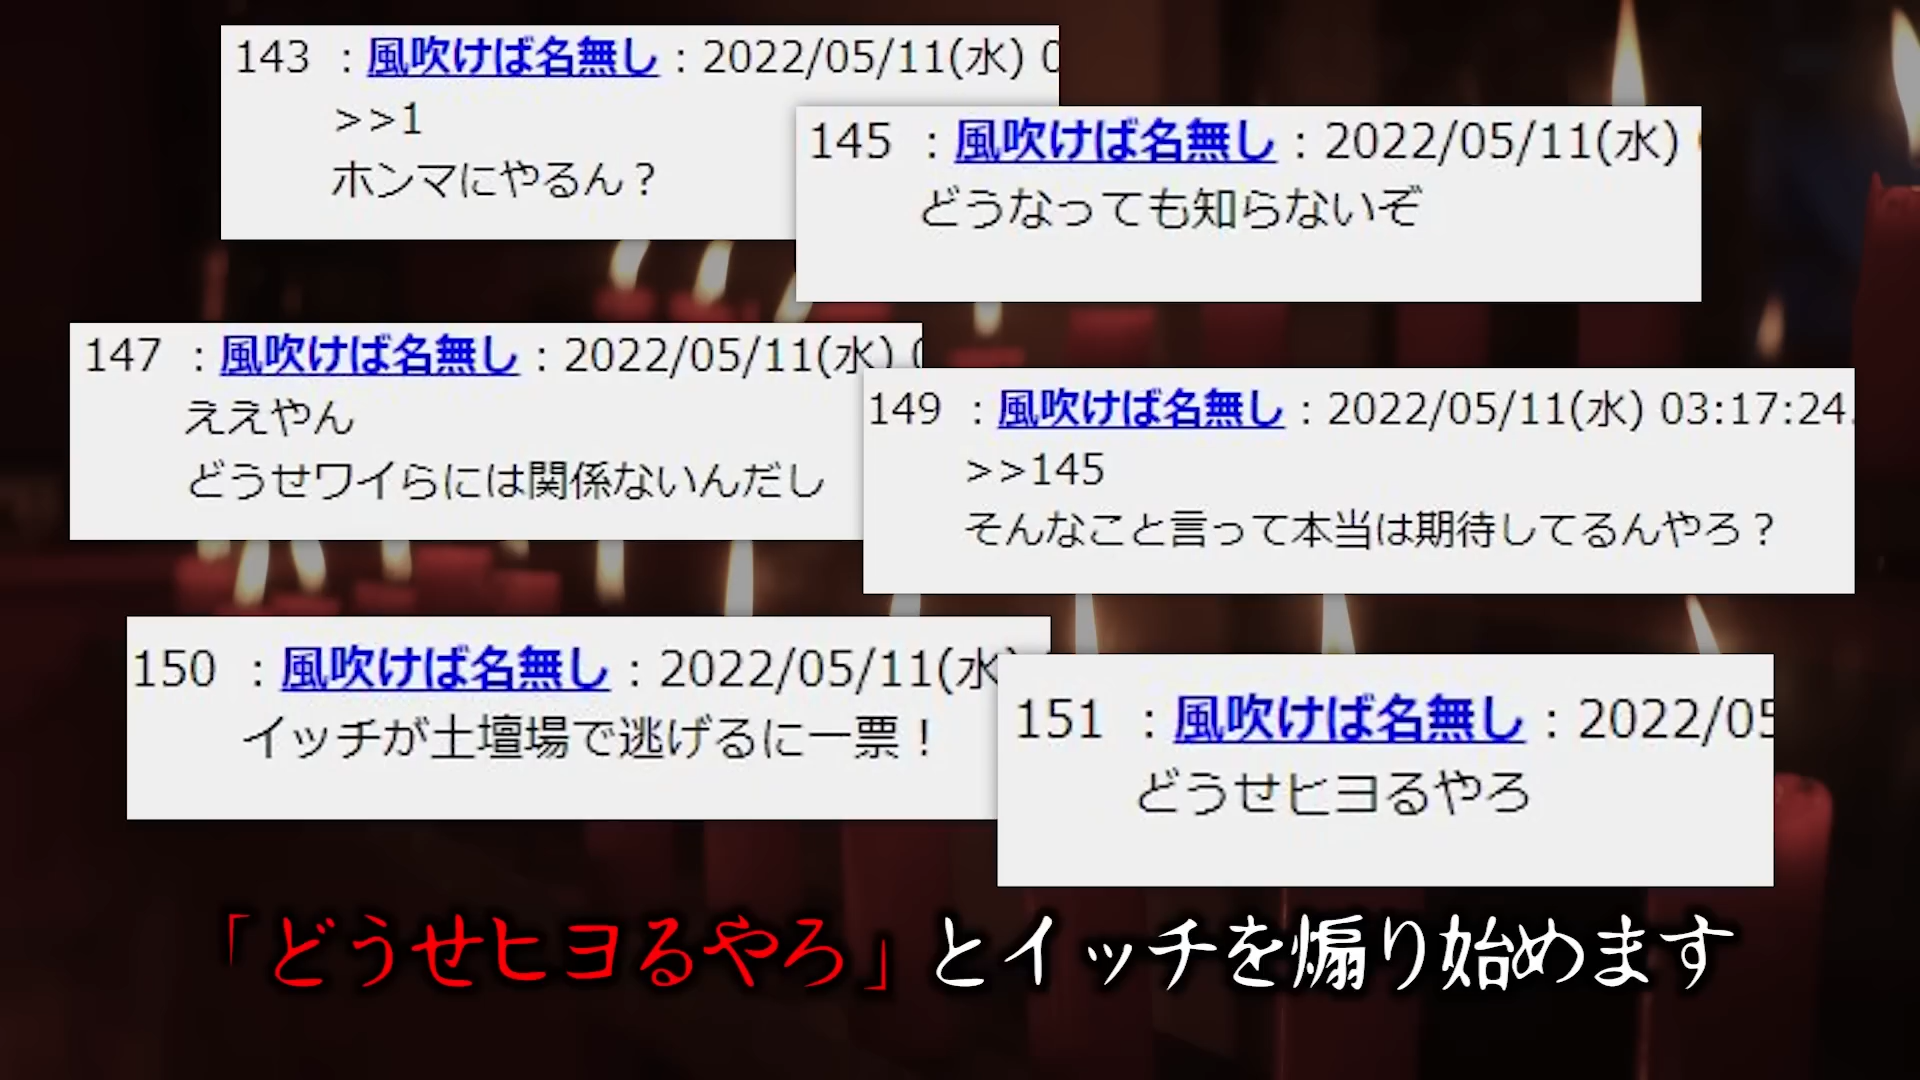 143 ：風吹けば名無し：2022/05/11(水) 0
>>1
ホンマにやるん？
145 ：風吹けば名無し：2022/05/11(水)
どうなっても知らないぞ
147 ：風吹けば名無し：2022/05/11(水) 0
ええやん
どうせワイらには関係ないんだし
149 ：風吹けば名無し：2022/05/11(水) 03:17:24.
>>145
そんなこと言って本当は期待してるんやろ？
150 ：風吹けば名無し：2022/05/11(水)
イッチが土壇場で逃げるに一票！
151 ：風吹けば名無し：2022/05
どうせヒヨるやろ
「どうせヒヨるやろ」とイッチを煽り始めます